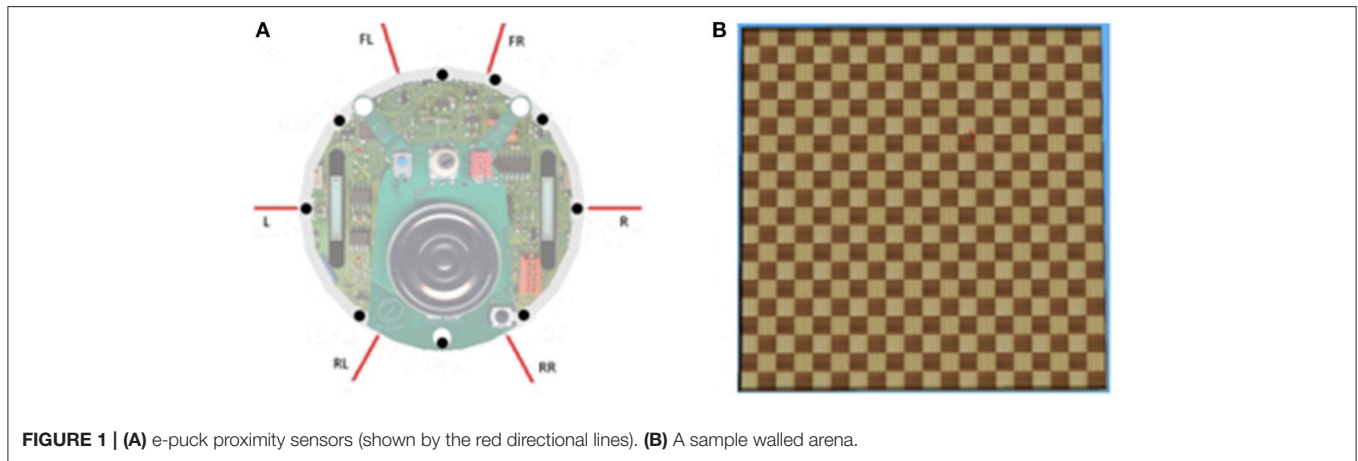 A
B
FL
FR
L
R
RL
RR
FIGURE 1 | (A) e-puck proximity sensors (shown by the red directional lines). (B) A sample walled arena.